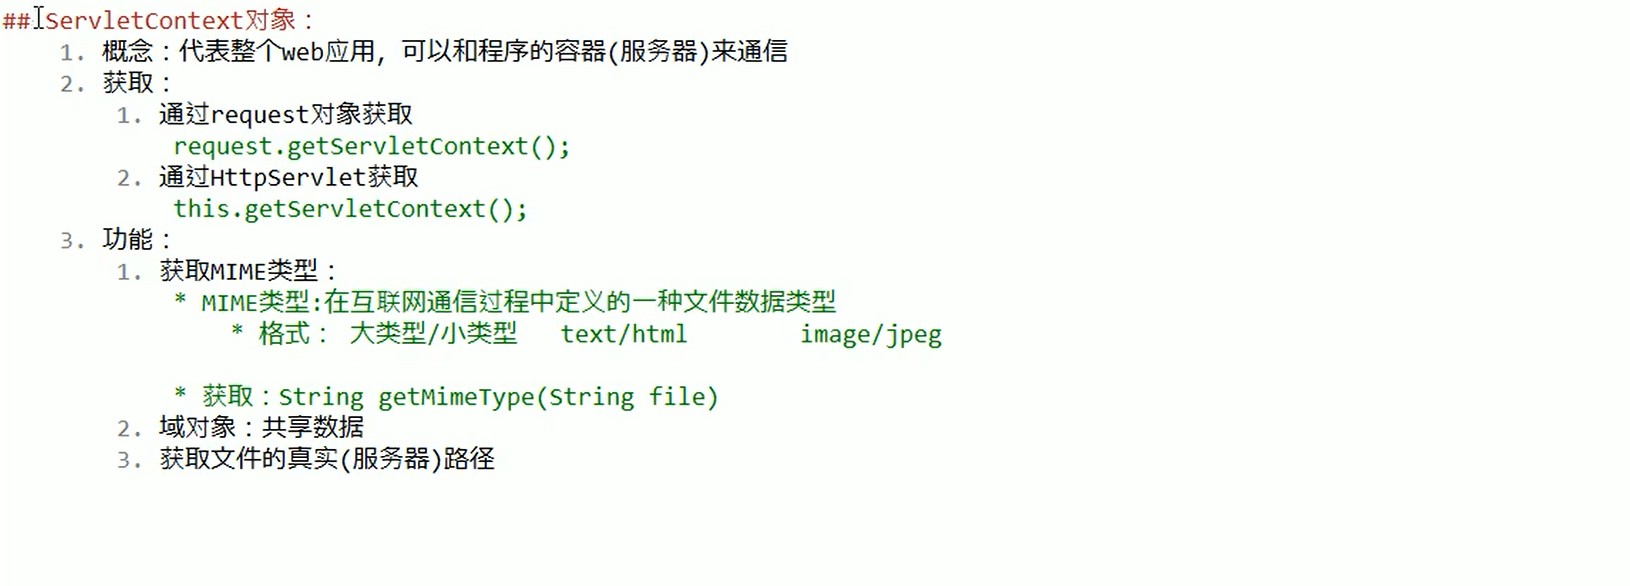 ## ServletContext对象：
1. 概念：代表整个web应用，可以和程序的容器(服务器)来通信
2. 获取：
1. 通过request对象获取
request.getServletContext();
2. 通过HttpServlet获取
this.getServletContext();
3. 功能：
1. 获取MIME类型：
* MIME类型:在互联网通信过程中定义的一种文件数据类型
* 格式： 大类型/小类型 text/html image/jpeg
* 获取：String getMimeType(String file)
2. 域对象：共享数据
3. 获取文件的真实(服务器)路径